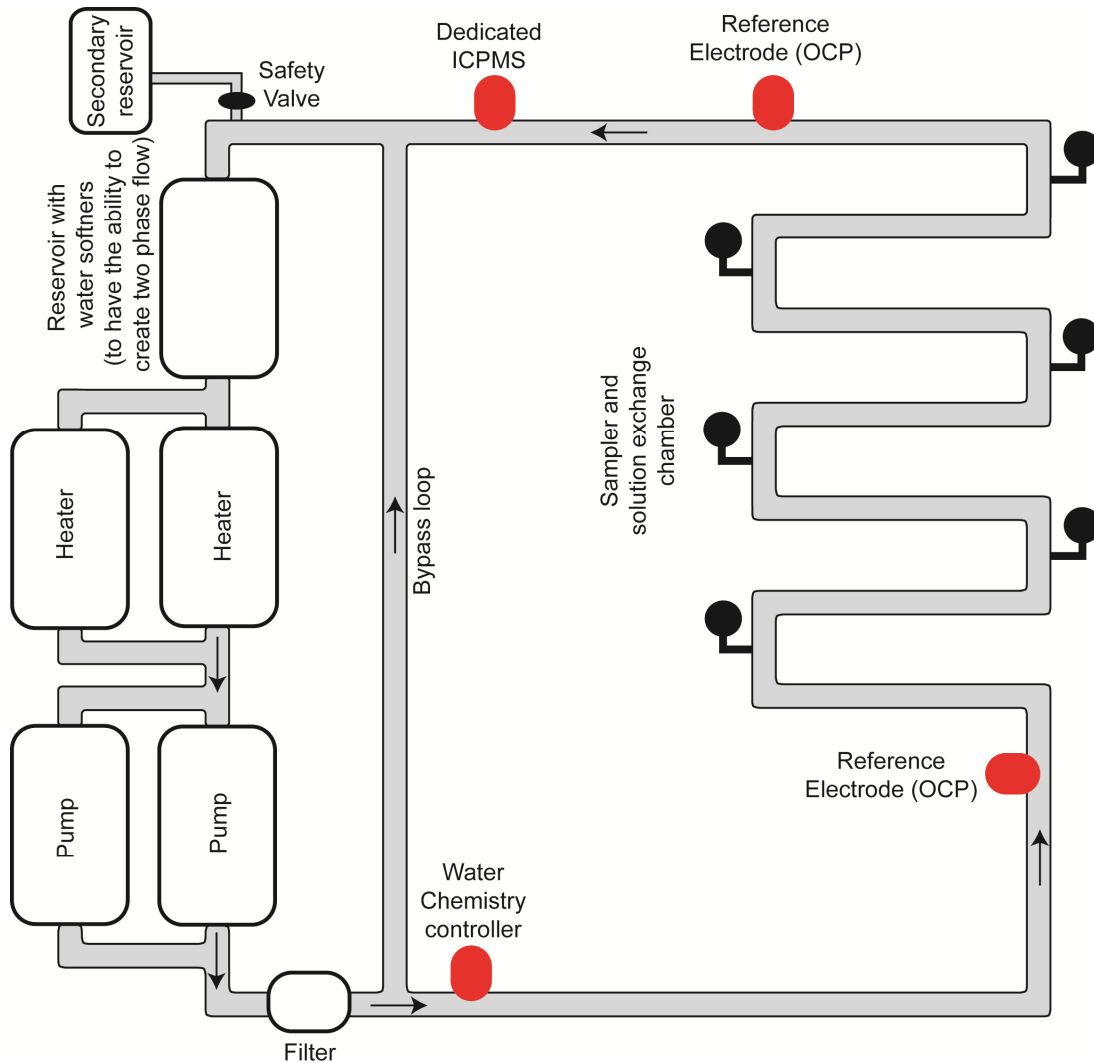 Secondary
reservoir
Safety
Valve
Dedicated
ICPMS
Reference
Electrode (OCP)
Reservoir with
water softners
(to have the ability to
create two phase flow)
Heater
Heater
Bypass loop
Sampler and
solution exchange
chamber
Pump
Pump
Reference
Electrode (OCP)
Water
Chemistry
controller
Filter